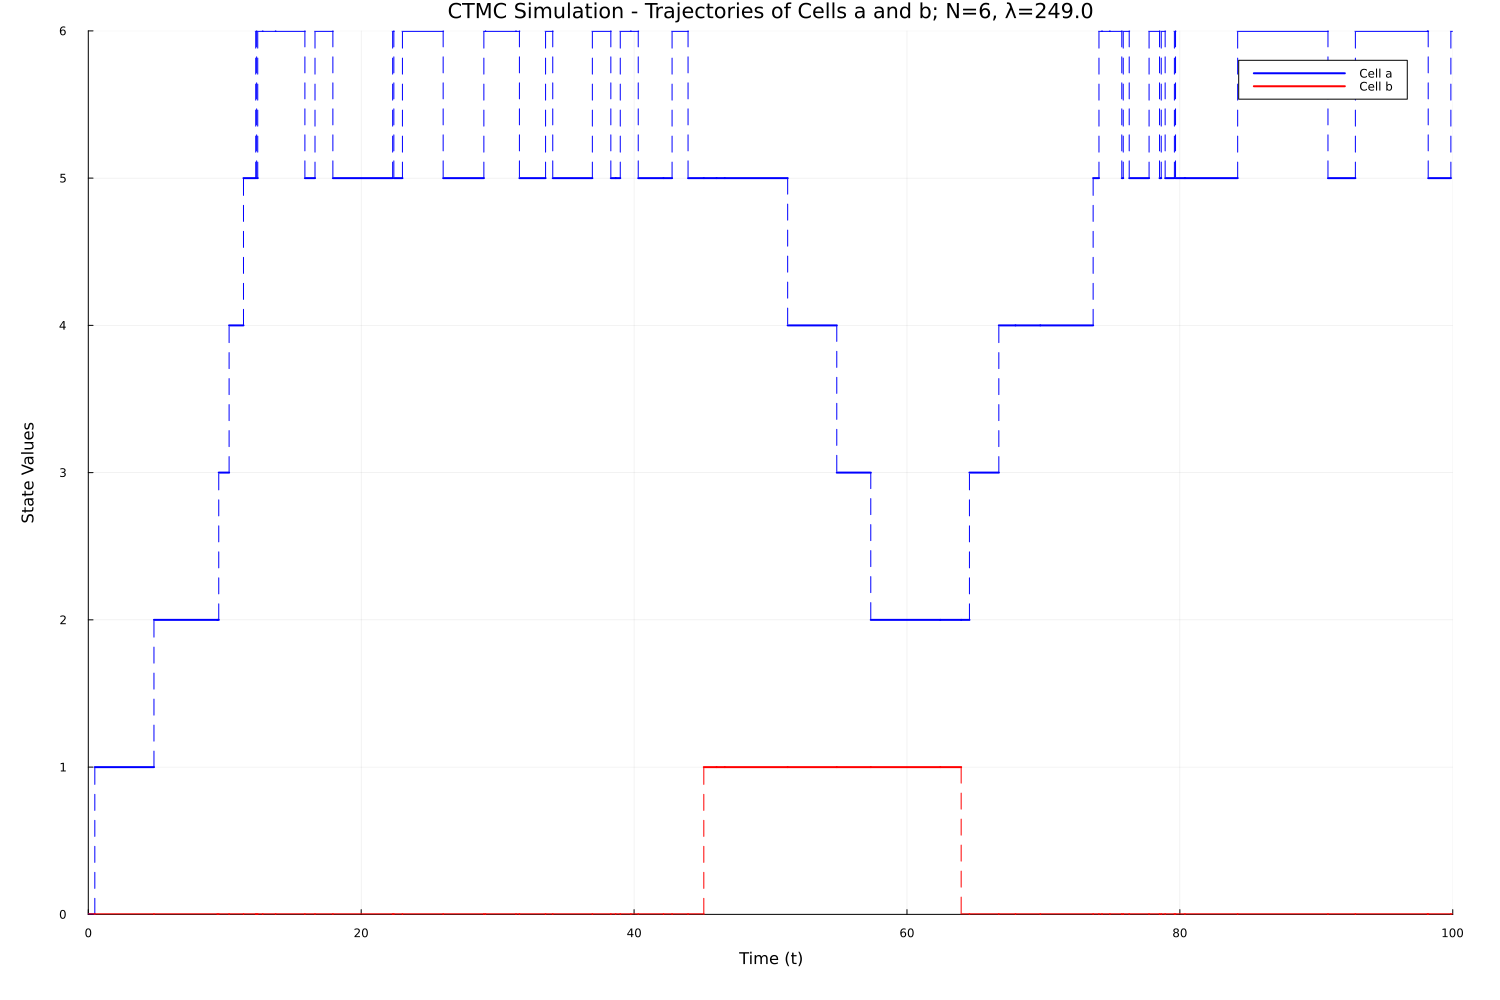 CTMC Simulation - Trajectories of Cells a and b; N=6, λ=249.0
6
Cell a
Cell b
5
4
State Values
3
2
1
0
0 20 40 60 80 100
Time (t)